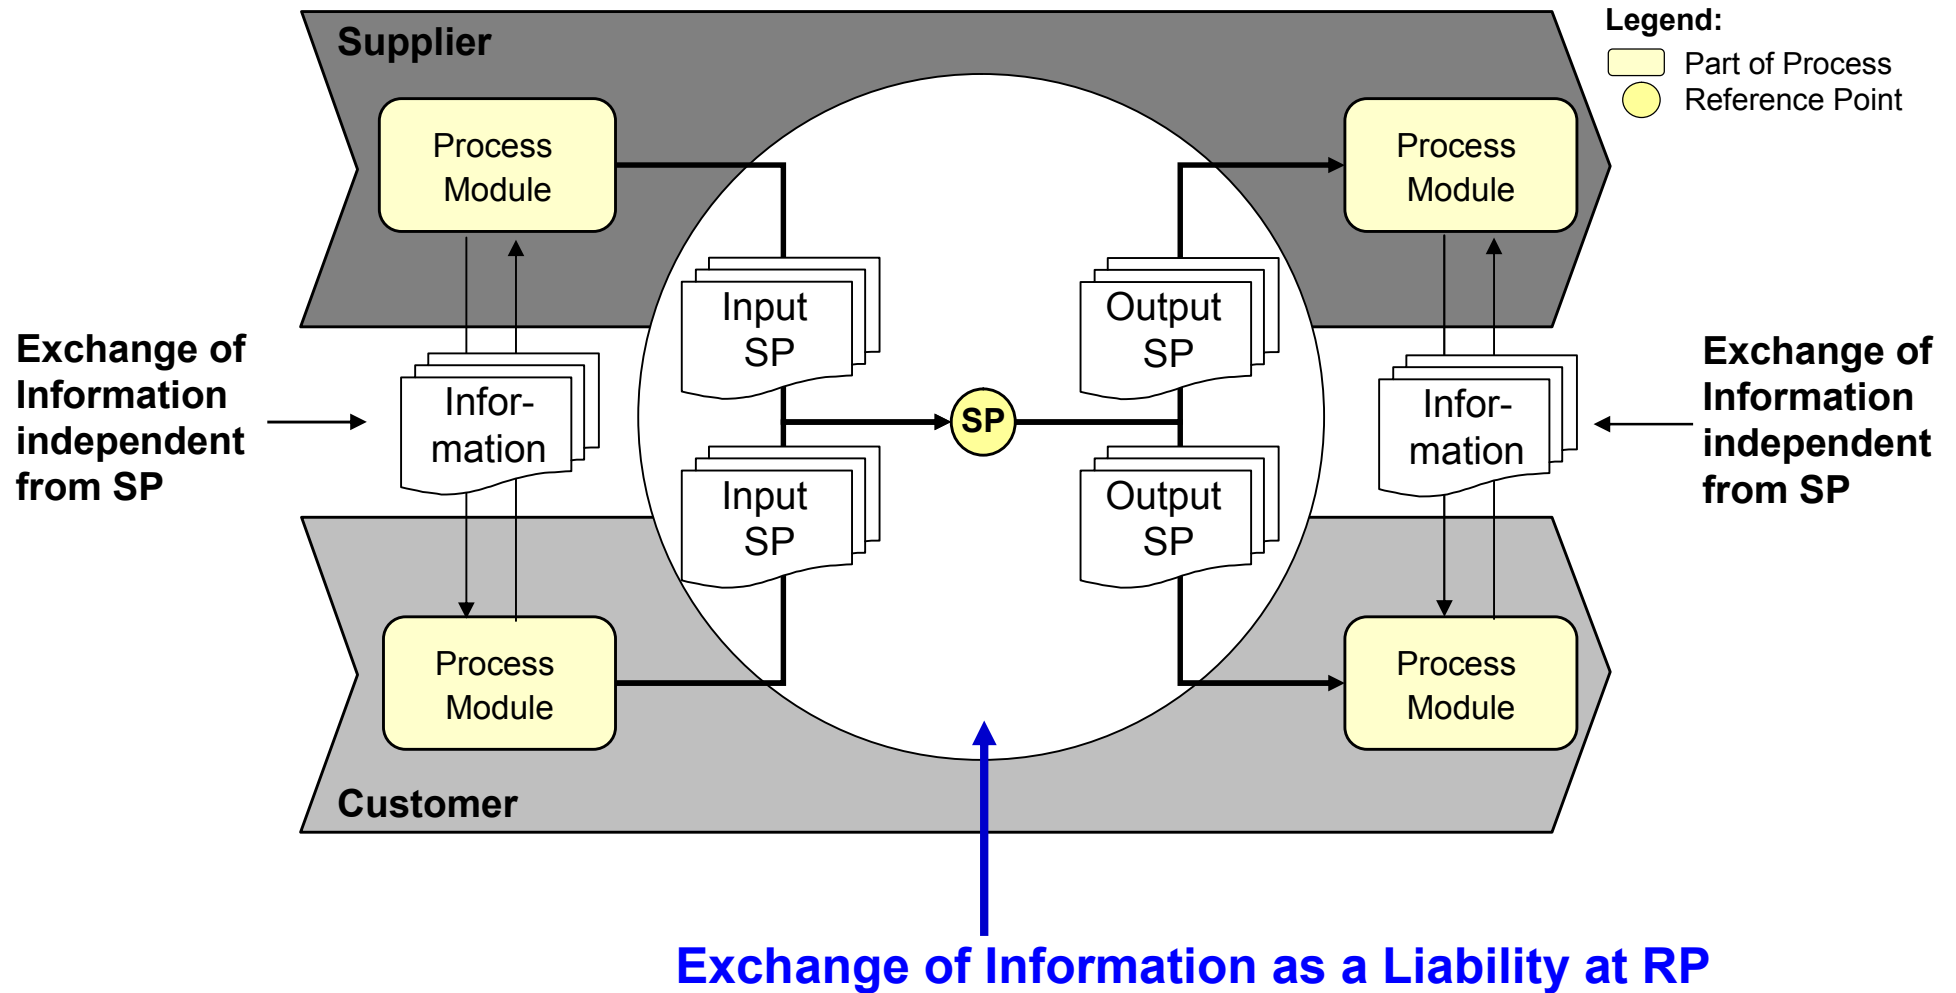 Legend:
Part of Process
Reference Point
Supplier
Process
Module
Process
Module
Input
SP
Output
SP
Exchange of
Information
independent
from SP
Infor-
mation
SP
Infor-
mation
Exchange of
Information
independent
from SP
Input
SP
Output
SP
Process
Module
Process
Module
Customer
Exchange of Information as a Liability at RP